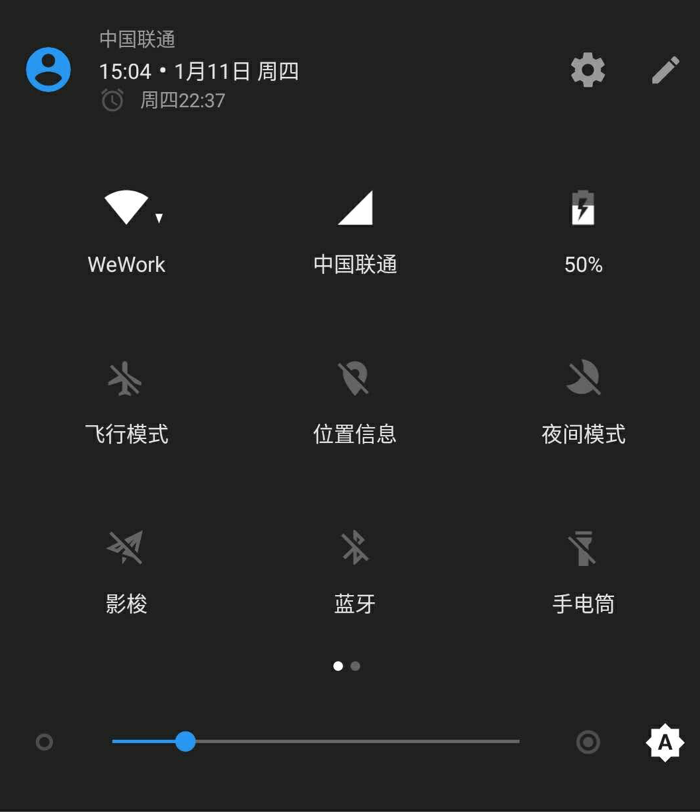 中国联通
15:04 • 1月11日 周四
周四22:37
WeWork
中国联通
50%
飞行模式
位置信息
夜间模式
影梭
蓝牙
手电筒
A